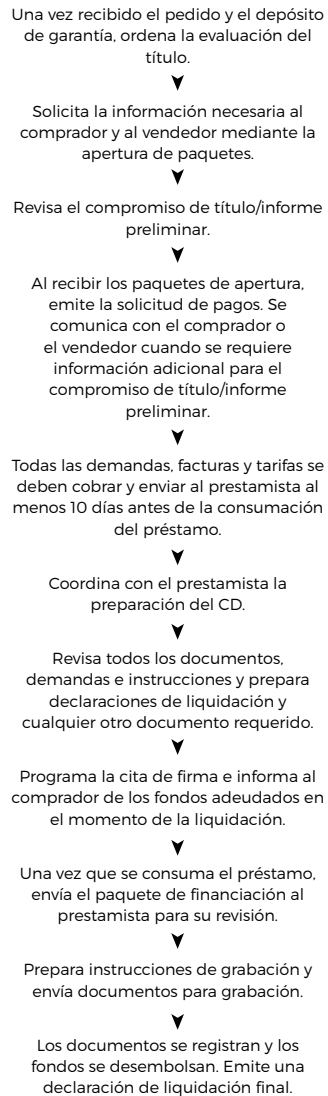 Una vez recibido el pedido y el depósito
de garantía, ordena la evaluación del
título.
Solicita la información necesaria al
comprador y al vendedor mediante la
apertura de paquetes.
Revisa el compromiso de título/informe
preliminar.
Al recibir los paquetes de apertura,
emite la solicitud de pagos. Se
comunica con el comprador o
el vendedor cuando se requiere
información adicional para el
compromiso de título/informe
preliminar.
Todas las demandas, facturas y tarifas se
deben cobrar y enviar al prestamista al
menos 10 días antes de la consumación
del préstamo.
Coordina con el prestamista la
preparación del CD.
Revisa todos los documentos,
demandas e instrucciones y prepara
declaraciones de liquidación y
cualquier otro documento requerido.
Programa la cita de firma e informa al
comprador de los fondos adeudados en
el momento de la liquidación.
Una vez que se consuma el préstamo,
envía el paquete de financiación al
prestamista para su revisión.
Prepara instrucciones de grabación y
envía documentos para grabación.
Los documentos se registran y los
fondos se desembolsan. Emite una
declaración de liquidación final.